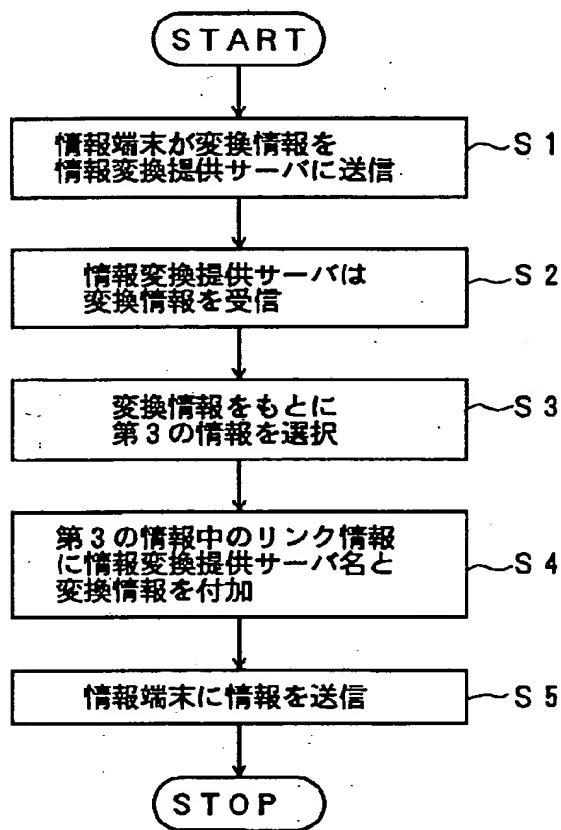 START
情報端末が変換情報を
情報変換提供サーバに送信
S1
情報変換提供サーバは
変換情報を受信
S2
変換情報をもとに
第3の情報を選択
S3
第3の情報中のリンク情報
に情報変換提供サーバ名と
変換情報を付加
S4
情報端末に情報を送信
S5
STOP